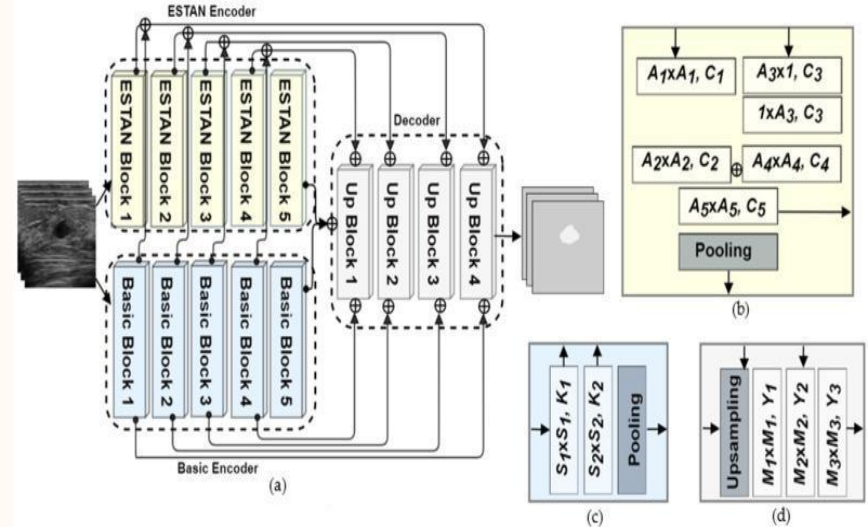 ESTAN Encoder
ESTAN Block 1
ESTAN Block 2
ESTAN Block 3
ESTAN Block 4
ESTAN Block 5
Decoder
Up Block 1
Up Block 2
Up Block 3
Up Block 4
Basic Block 1
Basic Block 2
Basic Block 3
Basic Block 4
Basic Block 5
Basic Encoder
(a)
A1xA1, C1
A3x1, C3
1xA3, C3
A2xA2, C2
A4xA4, C4
A5xA5, C5
Pooling
(b)
S1xS1, K1
S2xS2, K2
Pooling
(c)
Upsampling
M1xM1, Y1
M2xM2, Y2
M3xM3, Y3
(d)